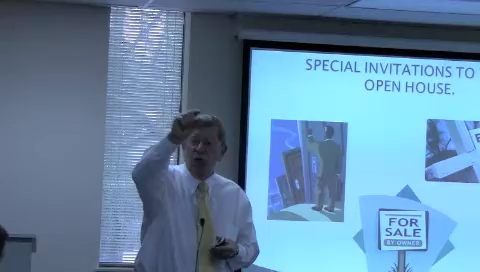 SPECIAL INVITATIONS TO
OPEN HOUSE.
FOR
SALE
BY OWNER